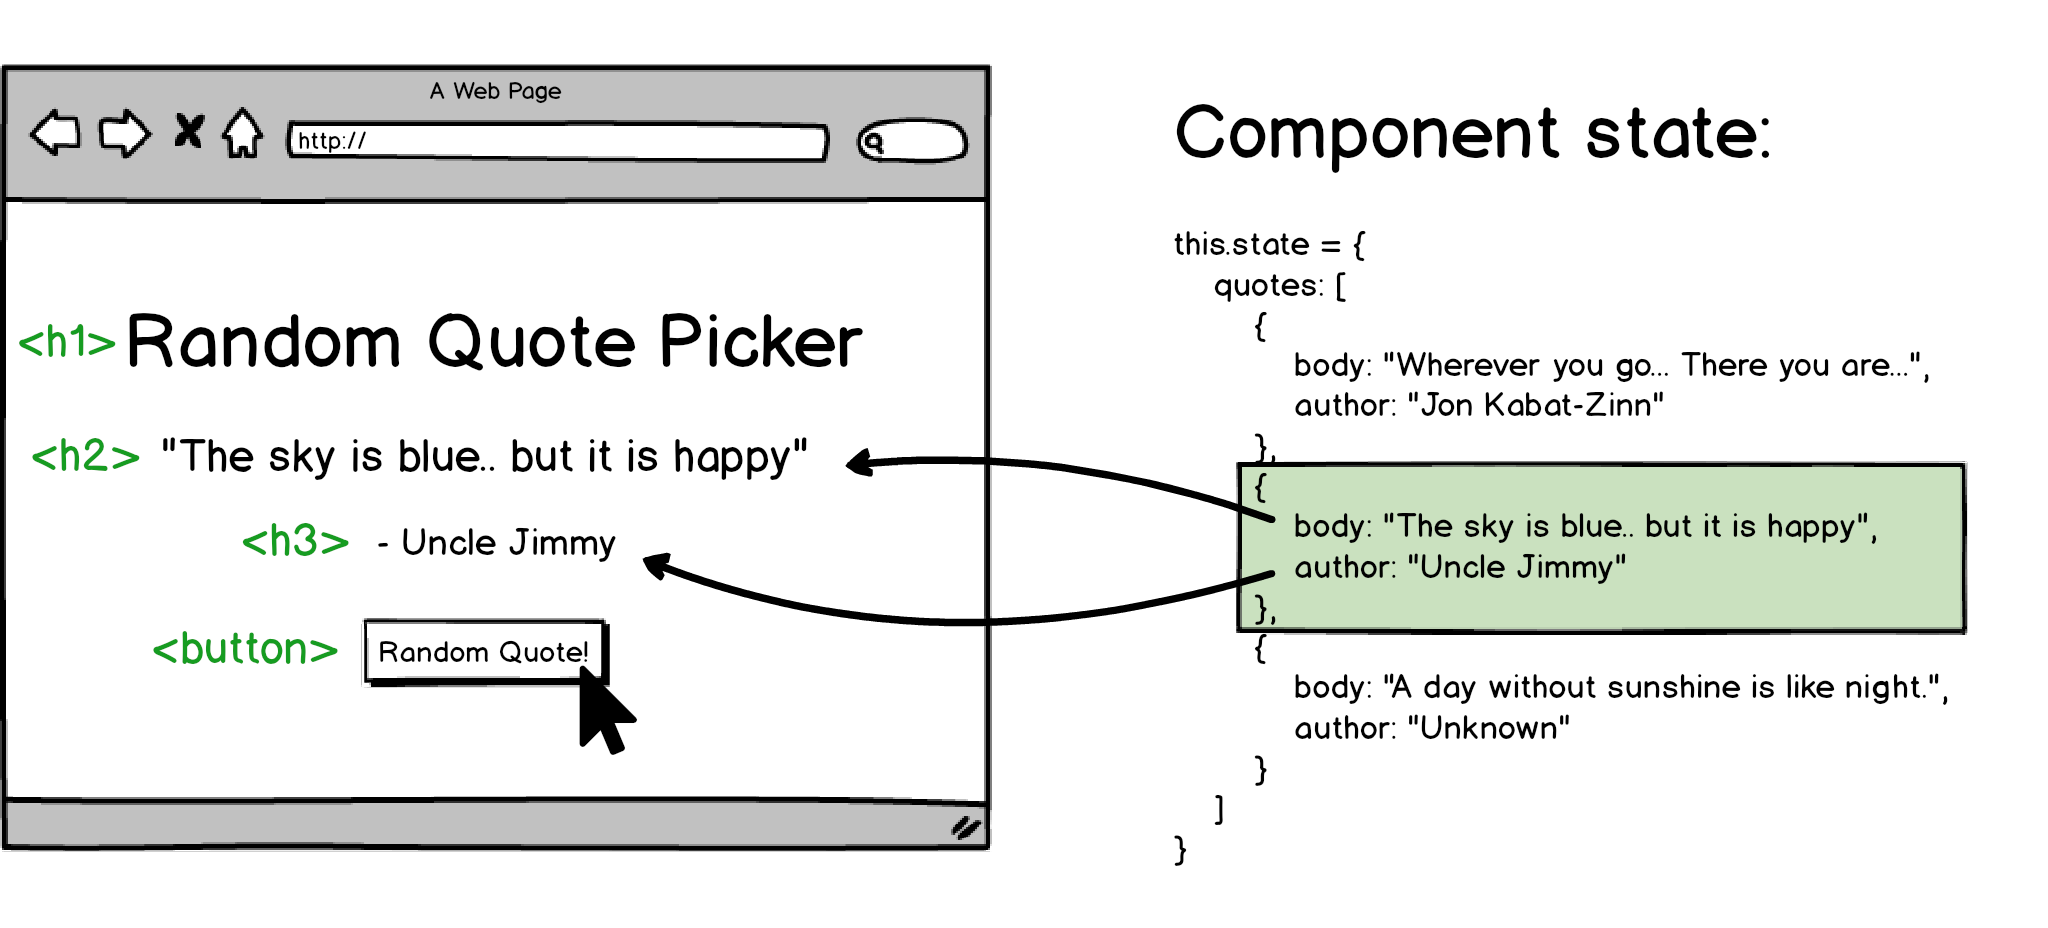 A Web Page
http://
<h1> Random Quote Picker
<h2> "The sky is blue.. but it is happy"
<h3> - Uncle Jimmy
<button> Random Quote!
Component state:
this.state = {
quotes: [
{
body: "Wherever you go... There you are...",
author: "Jon Kabat-Zinn"
},
{
body: "The sky is blue.. but it is happy",
author: "Uncle Jimmy"
},
{
body: "A day without sunshine is like night.",
author: "Unknown"
}
]
}